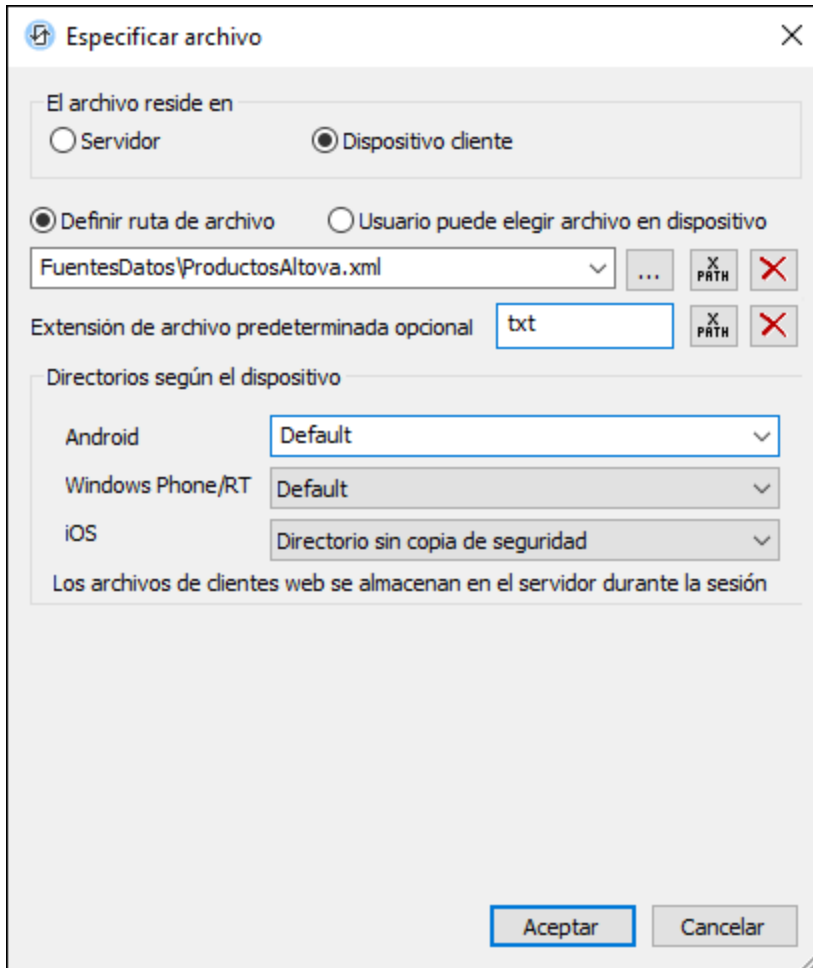 Especificar archivo
El archivo reside en
Servidor Dispositivo cliente
Definir ruta de archivo Usuario puede elegir archivo en dispositivo
FuentesDatos\ProductosAltova.xml ... X PATH
Extensión de archivo predeterminada opcional txt X PATH
Directorios según el dispositivo
Android Default
Windows Phone/RT Default
iOS Directorio sin copia de seguridad
Los archivos de clientes web se almacenan en el servidor durante la sesión
Aceptar Cancelar